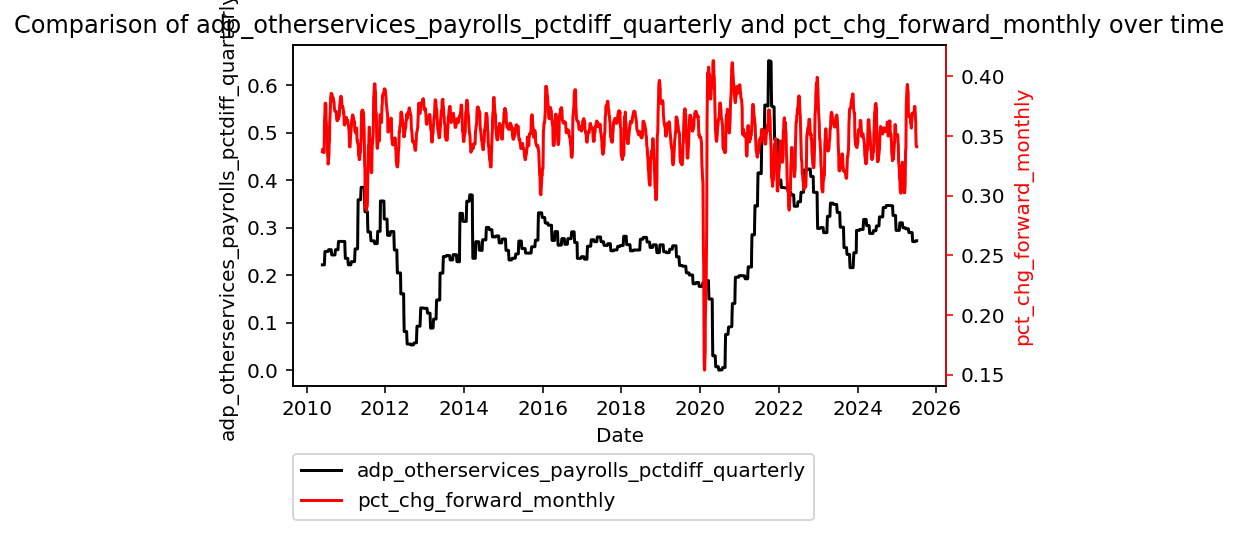 Comparison of adp_otherservices_payrolls_pctdiff_quarterly and pct_chg_forward_monthly over time
adp_otherservices_payrolls_pctdiff_quarterly
0.6
0.5
0.4
0.3
0.2
0.1
0.0
0.40
0.35
0.30
0.25
0.20
0.15
pct_chg_forward_monthly
2010 2012 2014 2016 2018 2020 2022 2024 2026
Date
adp_otherservices_payrolls_pctdiff_quarterly
pct_chg_forward_monthly